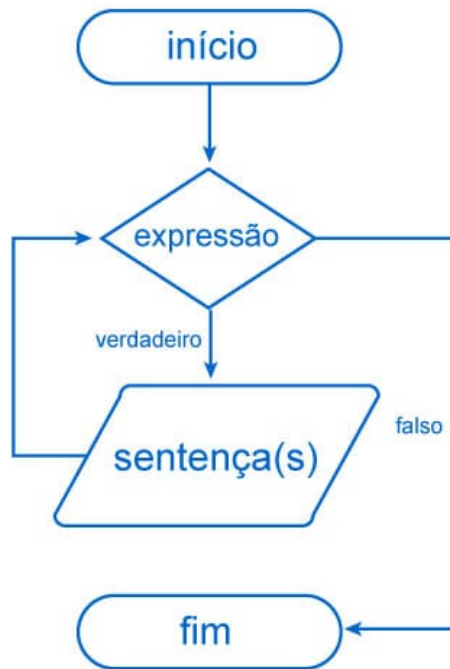 início
expressão
verdadeiro
falso
sentença(s)
fim